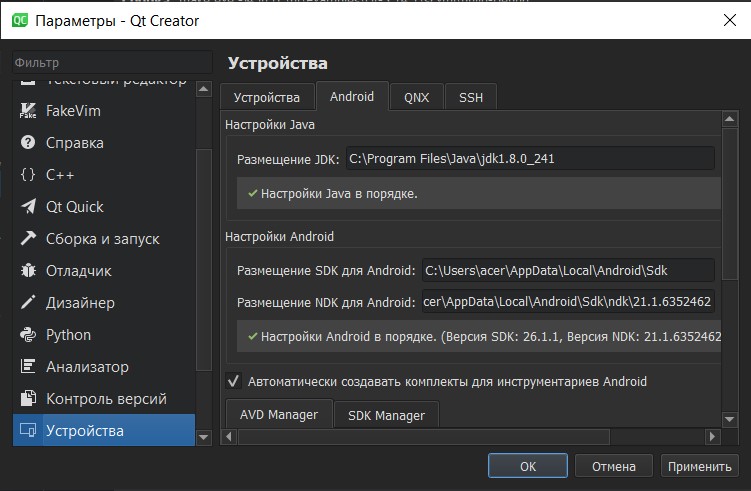 Параметры - Qt Creator
Фильтр
Текстовый редактор
FakeVim
Справка
C++
Qt Quick
Сборка и запуск
Отладчик
Дизайнер
Python
Анализатор
Контроль версий
Устройства
Устройства
Устройства
Android
QNX
SSH
Настройки Java
Размещение JDK: C:\Program Files\Java\jdk1.8.0_241
Настройки Java в порядке.
Настройки Android
Размещение SDK для Android: C:\Users\acer\AppData\Local\Android\Sdk
Размещение NDK для Android: cer\AppData\Local\Android\Sdk\ndk\21.1.6352462
Настройки Android в порядке. (Версия SDK: 26.1.1, Версия NDK: 21.1.6352462
Автоматически создавать комплекты для инструментариев Android
AVD Manager
SDK Manager
OK
Отмена
Применить